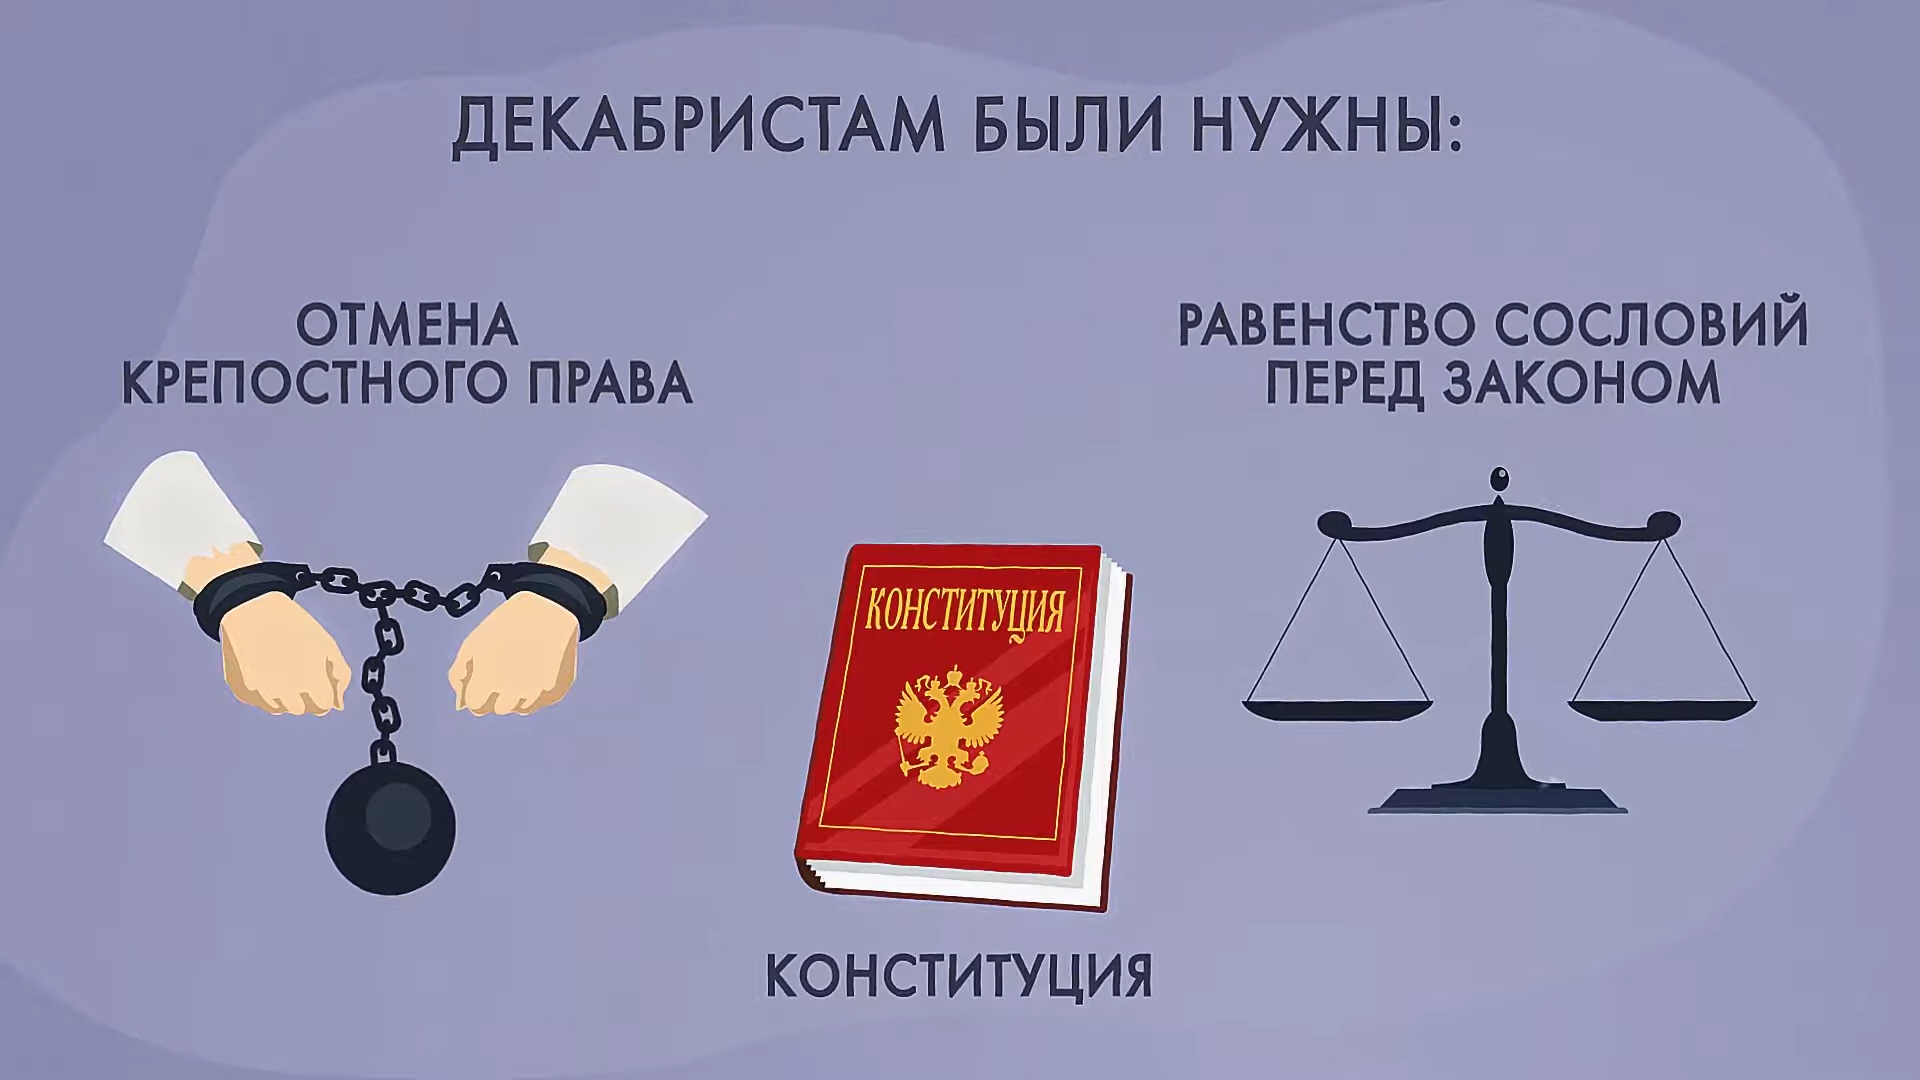 ДЕКАБРИСТАМ БЫЛИ НУЖНЫ:
ОТМЕНА
КРЕПОСТНОГО ПРАВА
РАВЕНСТВО СОСЛОВИЙ
ПЕРЕД ЗАКОНОМ
КОНСТИТУЦИЯ
КОНСТИТУЦИЯ